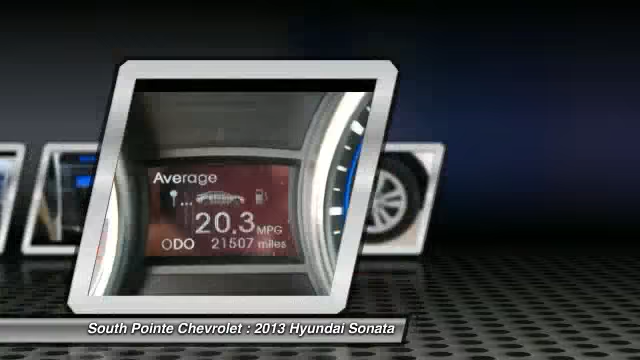 Average
20.3 MPG
ODO 21507 miles
South Pointe Chevrolet : 2013 Hyundai Sonata